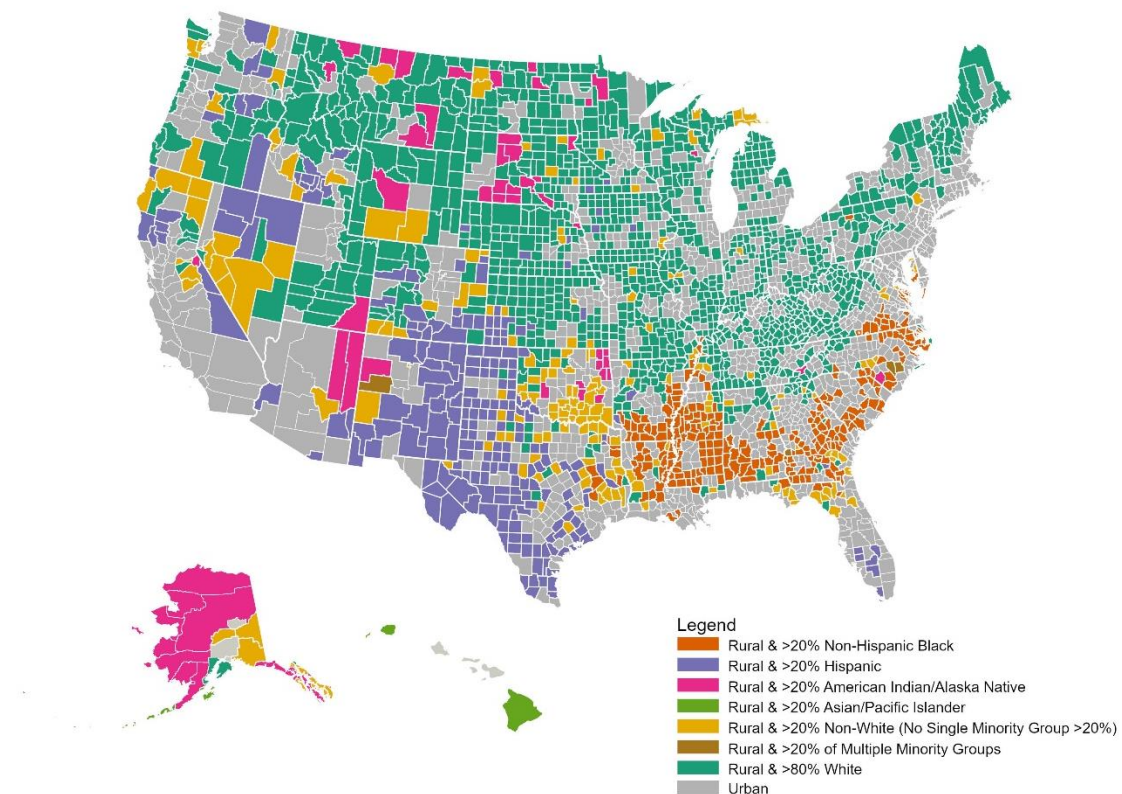 Legend
Rural & >20% Non-Hispanic Black
Rural & >20% Hispanic
Rural & >20% American Indian/Alaska Native
Rural & >20% Asian/Pacific Islander
Rural & >20% Non-White (No Single Minority Group >20%)
Rural & >20% of Multiple Minority Groups
Rural & >80% White
Urban